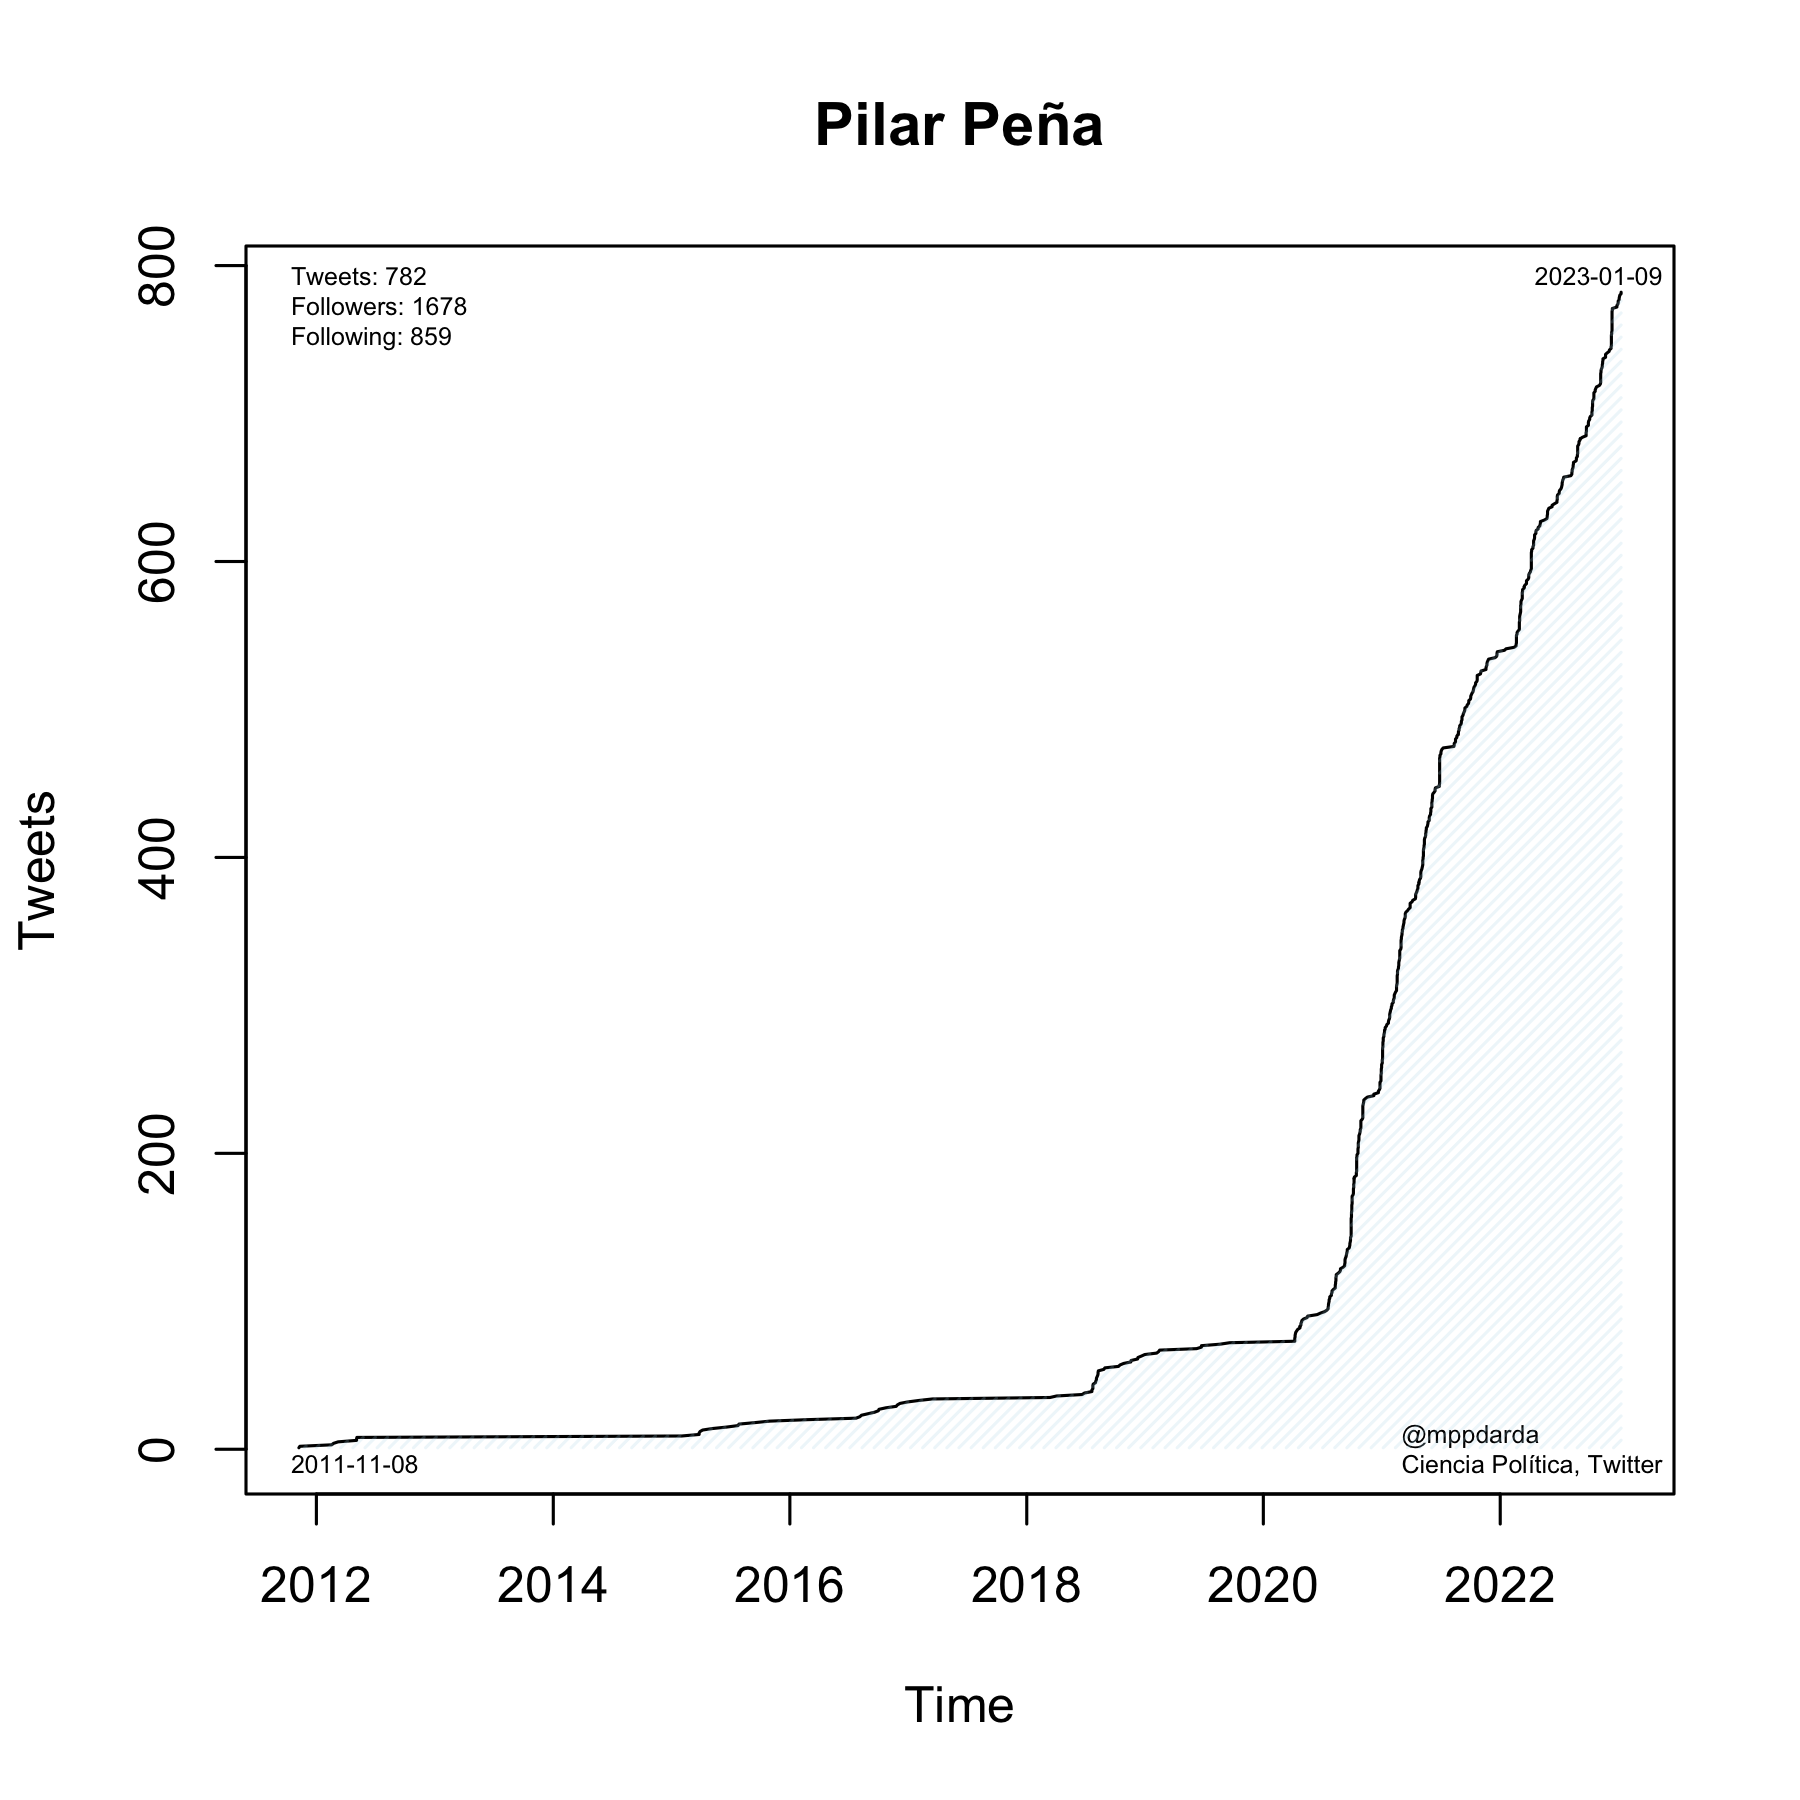 Pilar Peña
Tweets: 782
Followers: 1678
Following: 859
2023-01-09
800
600
400
200
0
Tweets
2011-11-08
@mppdarda
Ciencia Política, Twitter
2012
2014
2016
2018
2020
2022
Time